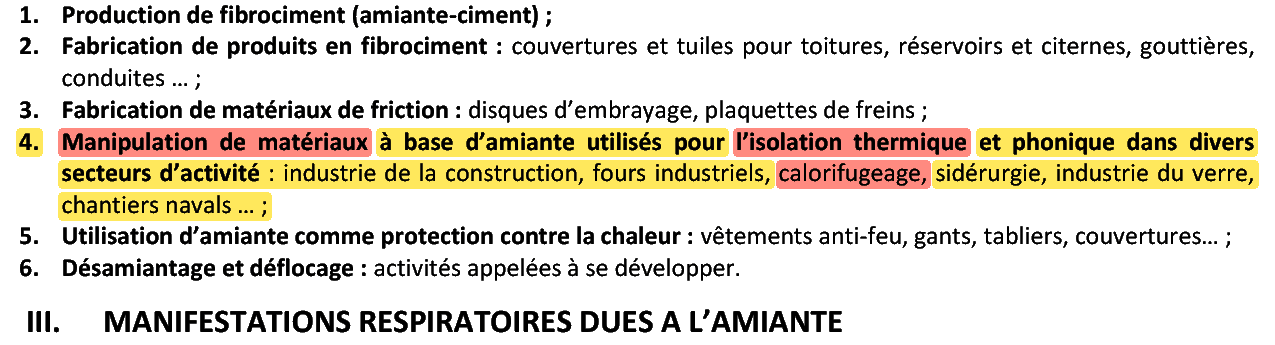 1. Production de fibrociment (amiante-ciment) ;
2. Fabrication de produits en fibrociment : couvertures et tuiles pour toitures, réservoirs et citernes, gouttières,
conduites … ;
3. Fabrication de matériaux de friction : disques d’embrayage, plaquettes de freins ;
4. Manipulation de matériaux à base d’amiante utilisés pour l’isolation thermique et phonique dans divers
secteurs d’activité : industrie de la construction, fours industriels, calorifugeage, sidérurgie, industrie du verre,
chantiers navals … ;
5. Utilisation d’amiante comme protection contre la chaleur : vêtements anti-feu, gants, tabliers, couvertures… ;
6. Désamiantage et déflocage : activités appelées à se développer.
III. MANIFESTATIONS RESPIRATOIRES DUES A L’AMIANTE